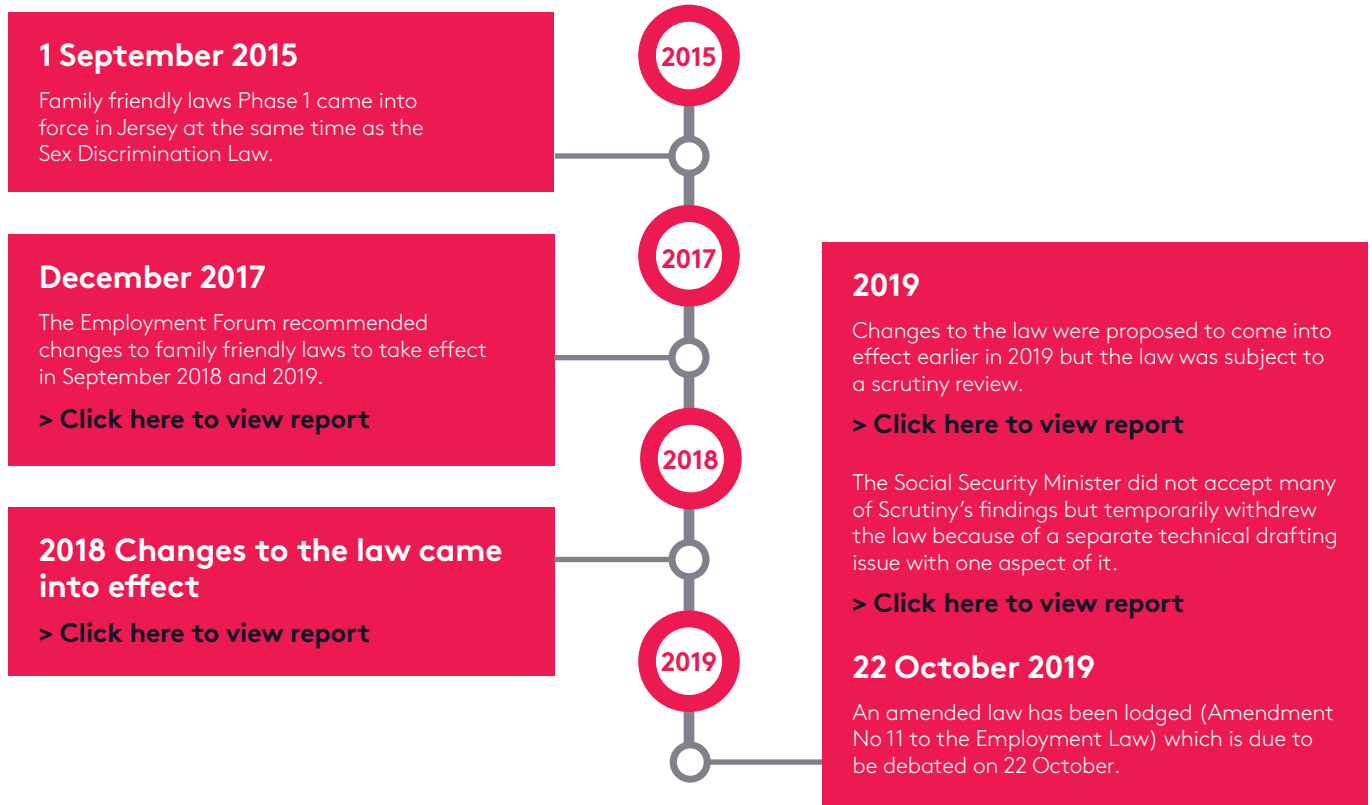 1 September 2015
Family friendly laws Phase 1 came into
force in Jersey at the same time as the
Sex Discrimination Law.
2015
December 2017
The Employment Forum recommended
changes to family friendly laws to take effect
in September 2018 and 2019.
> Click here to view report
2017
2018 Changes to the law came
into effect
> Click here to view report
2018
2019
2019
Changes to the law were proposed to come into
effect earlier in 2019 but the law was subject to
a scrutiny review.
> Click here to view report
The Social Security Minister did not accept many
of Scrutiny's findings but temporarily withdrew
the law because of a separate technical drafting
issue with one aspect of it.
> Click here to view report
22 October 2019
An amended law has been lodged (Amendment
No 11 to the Employment Law) which is due to
be debated on 22 October.